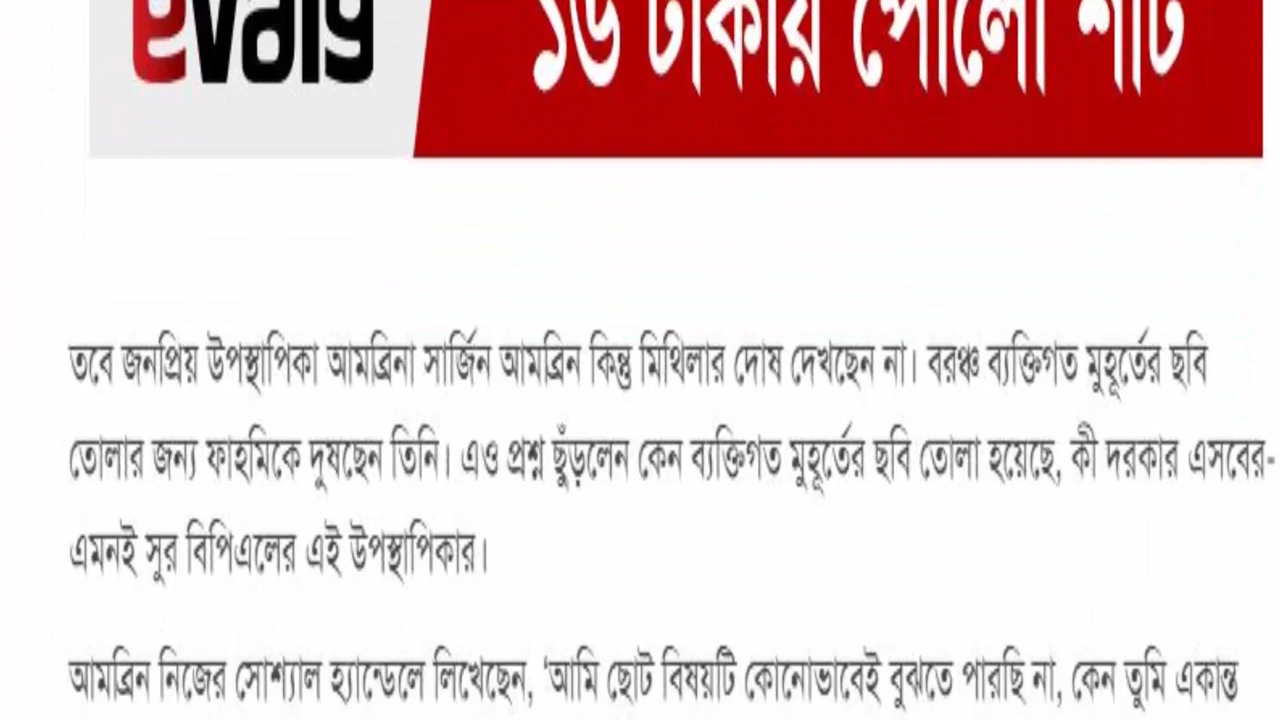 evaly
১৬ টাকায় পোলো শার্ট
তবে জনপ্রিয় উপস্থাপিকা আমব্রিনা সার্জিন আমব্রিন কিন্তু মিথিলার দোষ দেখছেন না। বরঞ্চ ব্যক্তিগত মুহূর্তের ছবি
তোলার জন্য ফাহমিকে দুষছেন তিনি। এও প্রশ্ন ছুঁড়লেন কেন ব্যক্তিগত মুহূর্তের ছবি তোলা হয়েছে, কী দরকার এসবের-
এমনই সুর বিপিএলের এই উপস্থাপিকার।
আমব্রিন নিজের সোশ্যাল হ্যান্ডেলে লিখেছেন, ‘আমি ছোট বিষয়টি কোনোভাবেই বুঝতে পারছি না, কেন তুমি একান্ত